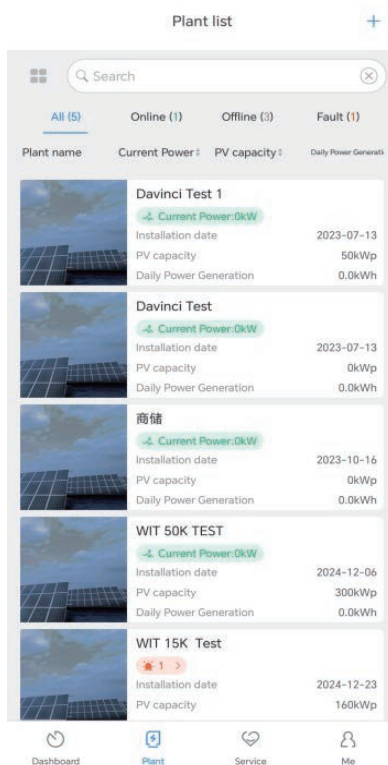 Plant list +
Search
All (5) Online (1) Offline (3) Fault (1)
Plant name Current Power PV capacity Daily Power Generati
Davinci Test 1
Current Power:0kW
Installation date 2023-07-13
PV capacity 50kWp
Daily Power Generation 0.0kWh
Davinci Test
Current Power:0kW
Installation date 2023-07-13
PV capacity 0kWp
Daily Power Generation 0.0kWh
商储
Current Power:0kW
Installation date 2023-10-16
PV capacity 0kWp
Daily Power Generation 0.0kWh
WIT 50K TEST
Current Power:0kW
Installation date 2024-12-06
PV capacity 300kWp
Daily Power Generation 0.0kWh
WIT 15K Test
1 >
Installation date 2024-12-23
PV capacity 160kWp
Dashboard Plant Service Me